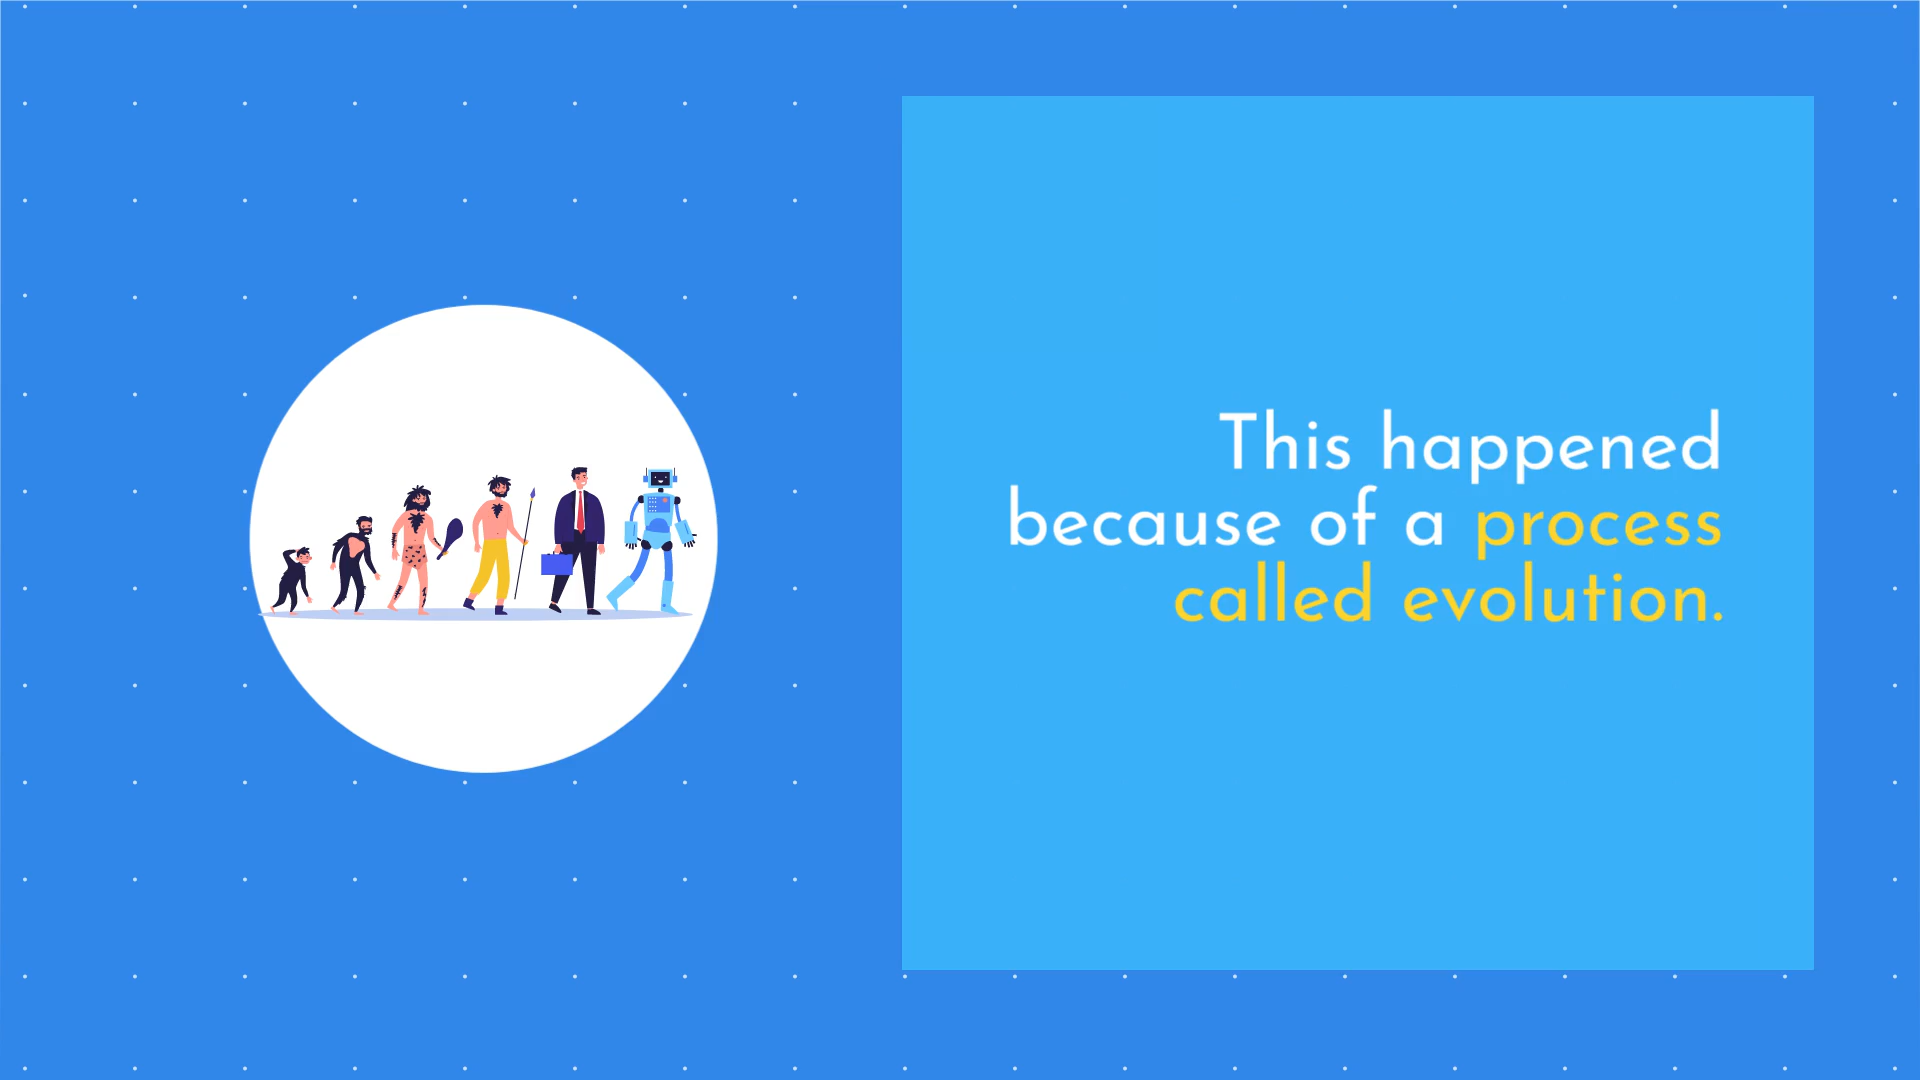 This happened
because of a process
called evolution.